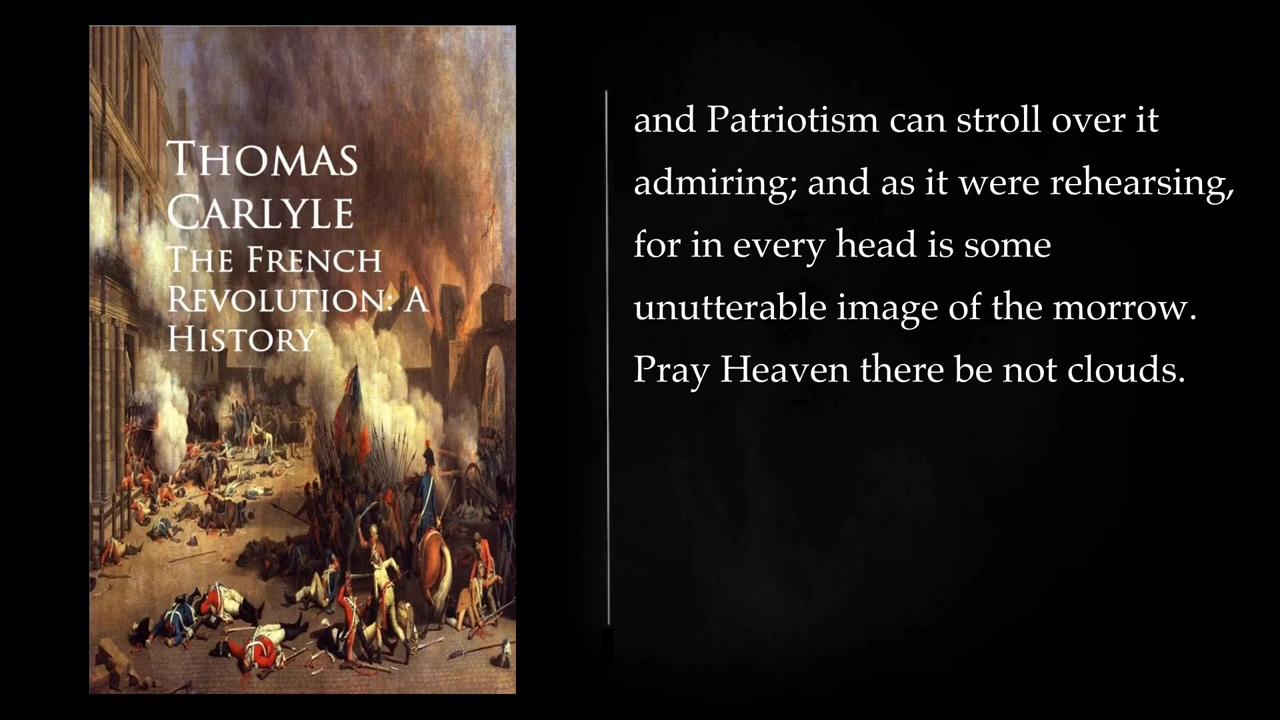 THOMAS
CARLYLE
THE FRENCH
REVOLUTION: A
HISTORY
and Patriotism can stroll over it
admiring; and as it were rehearsing,
for in every head is some
unutterable image of the morrow.
Pray Heaven there be not clouds.